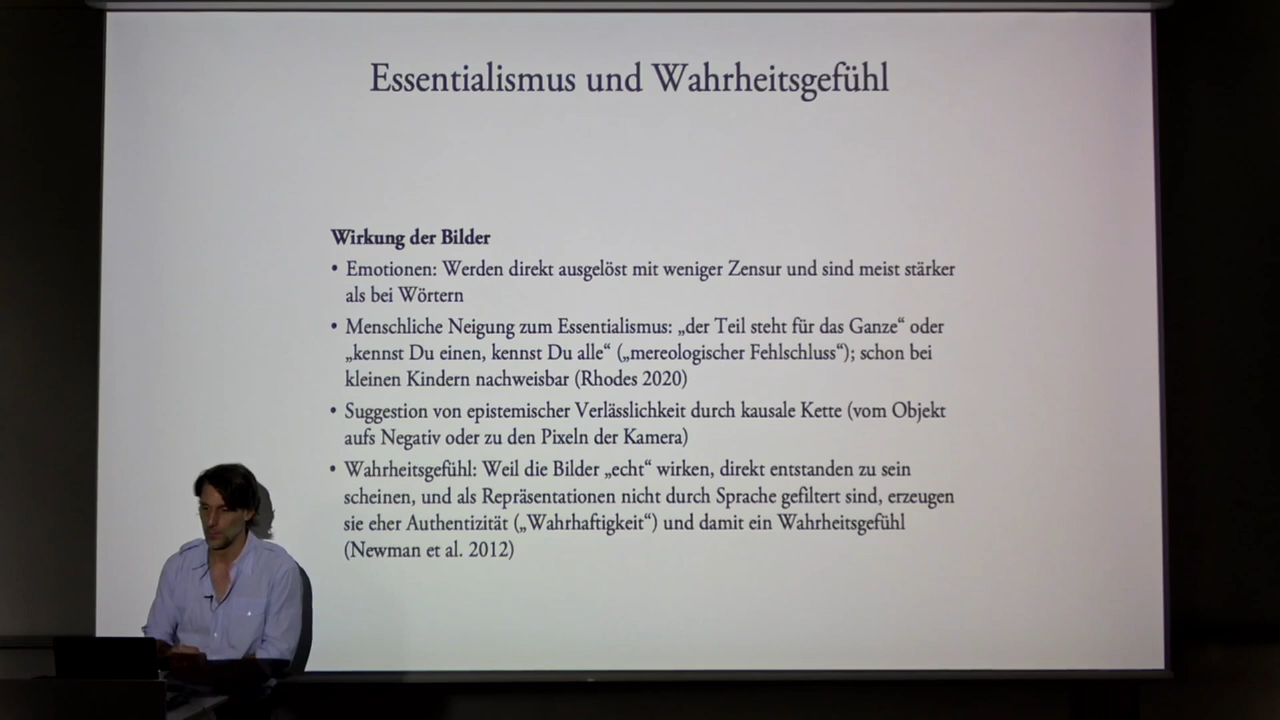 Essentialismus und Wahrheitsgefühl
Wirkung der Bilder
• Emotionen: Werden direkt ausgelöst mit weniger Zensur und sind meist stärker
als bei Wörtern
• Menschliche Neigung zum Essentialismus: „der Teil steht für das Ganze“ oder
„kennst Du einen, kennst Du alle“ („mereologischer Fehlschluss“); schon bei
kleinen Kindern nachweisbar (Rhodes 2020)
• Suggestion von epistemischer Verlässlichkeit durch kausale Kette (vom Objekt
aufs Negativ oder zu den Pixeln der Kamera)
• Wahrheitsgefühl: Weil die Bilder „echt“ wirken, direkt entstanden zu sein
scheinen, und als Repräsentationen nicht durch Sprache gefiltert sind, erzeugen
sie eher Authentizität („Wahrhaftigkeit“) und damit ein Wahrheitsgefühl
(Newman et al. 2012)